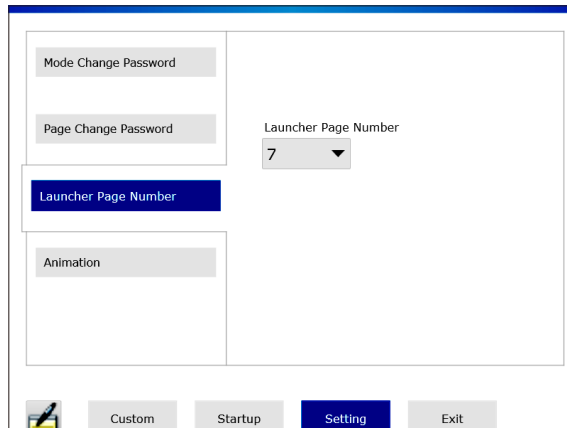 Mode Change Password
Page Change Password
Launcher Page Number
7
Launcher Page Number
Animation
Custom
Startup
Setting
Exit